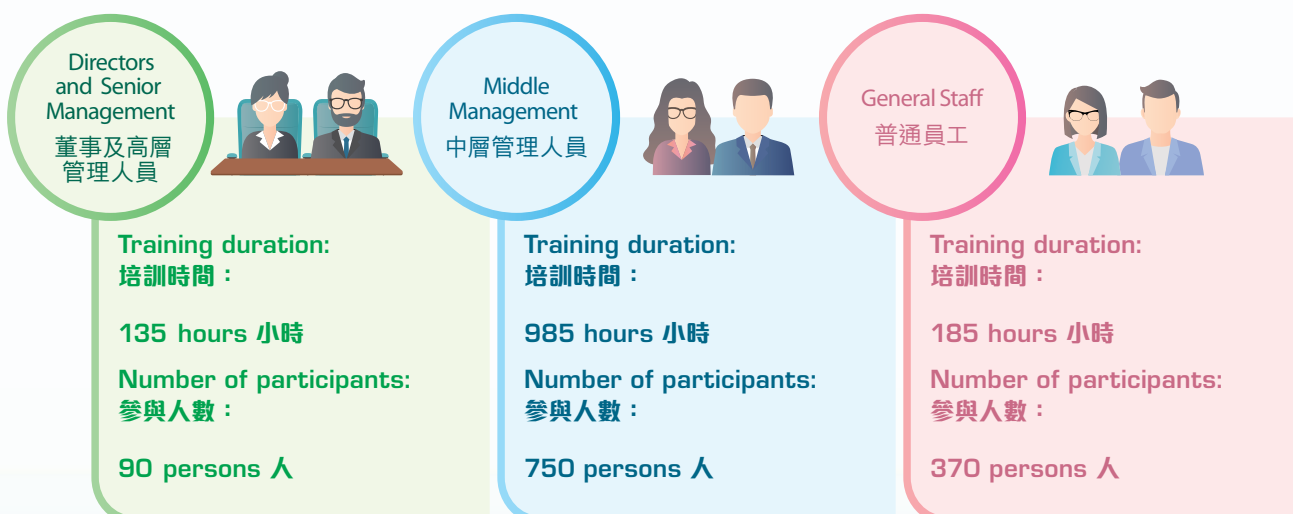 Directors
and Senior
Management
董事及高層
管理人員
Training duration:
培訓時間：
135 hours 小時
Number of participants:
參與人數：
90 persons 人
Middle
Management
中層管理人員
Training duration:
培訓時間：
985 hours 小時
Number of participants:
參與人數：
750 persons 人
General Staff
普通員工
Training duration:
培訓時間：
185 hours 小時
Number of participants:
參與人數：
370 persons 人